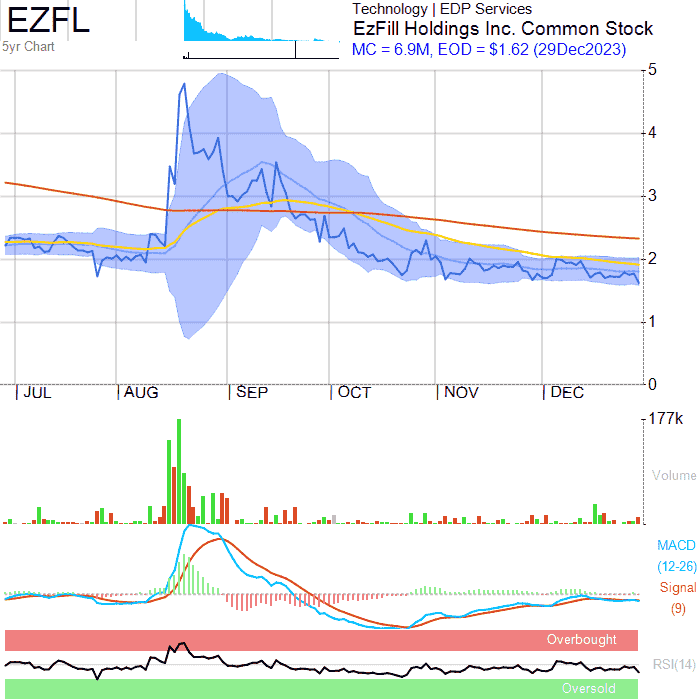 EZFL
5yr Chart
Technology | EDP Services
EzFill Holdings Inc. Common Stock
MC = 6.9M, EOD = $1.62 (29Dec2023)
5
4
3
2
1
0
JUL AUG SEP OCT NOV DEC
177k
Volume
MACD
(12-26)
Signal
(9)
Overbought
RSI(14)
Oversold